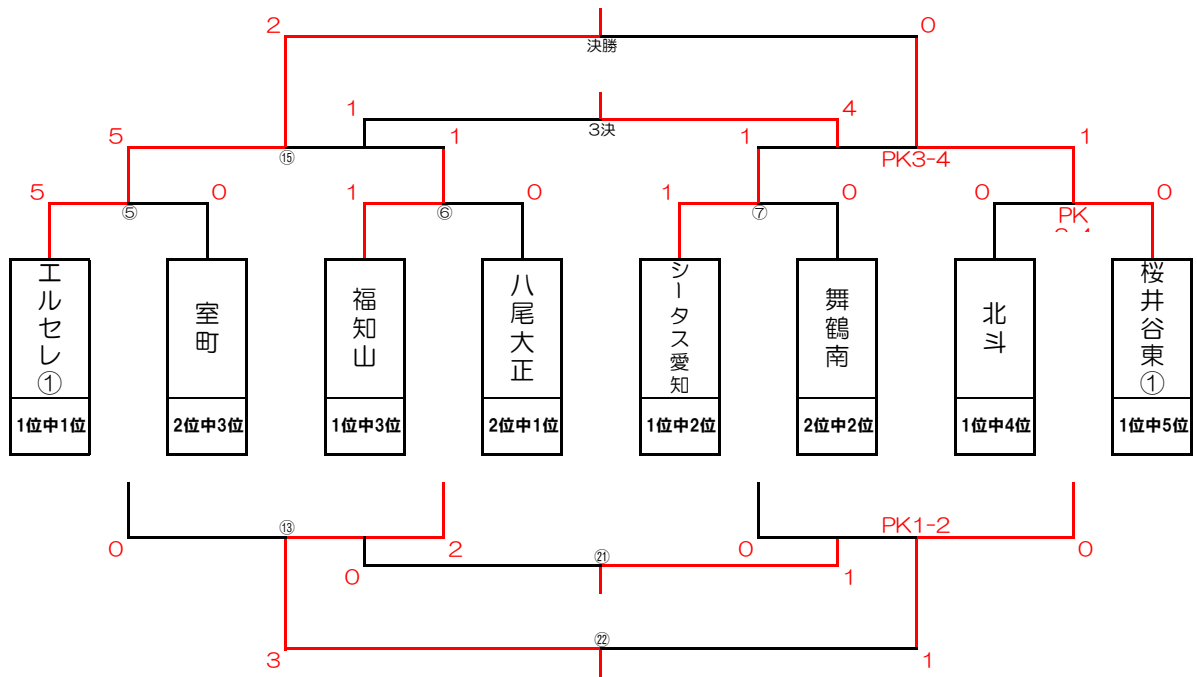 2
0
決勝
1
4
3決
5
1
1
1
⑮
PK3-4
5
0
1
0
1
0
0
0
⑤
⑥
⑦
PK
エルセレ①
室町
福知山
八尾大正
シータス愛知
舞鶴南
北斗
桜井谷東①
1位中1位
2位中3位
1位中3位
2位中1位
1位中2位
2位中2位
1位中4位
1位中5位
⑬
PK1-2
0
2
0
0
㉑
0
1
㉒
3
1